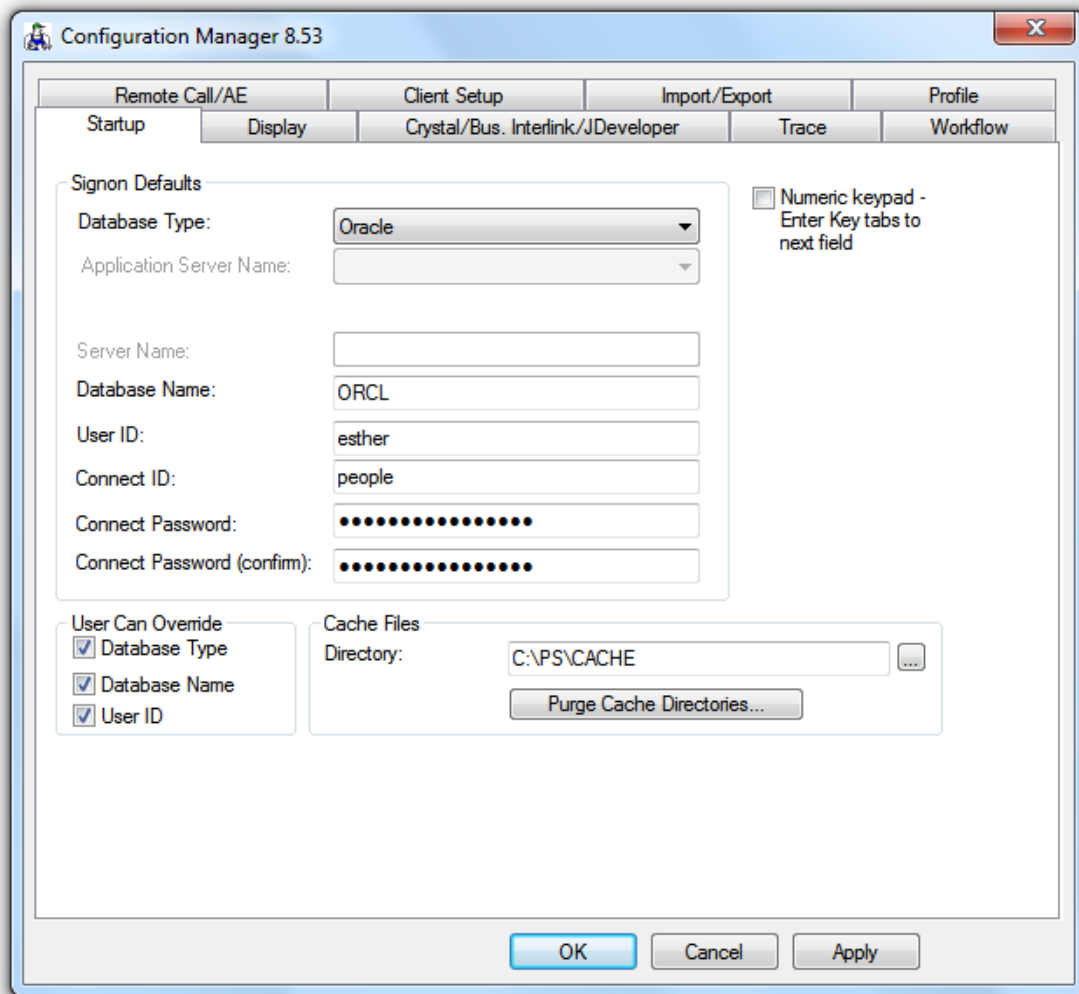 Configuration Manager 8.53
X
Remote Call/AE
Client Setup
Import/Export
Profile
Startup
Display
Crystal/Bus. Interlink/JDeveloper
Trace
Workflow
Signon Defaults
Database Type:
Oracle
Application Server Name:
Server Name:
Database Name:
ORCL
User ID:
esther
Connect ID:
people
Connect Password:
••••••••••••••••
Connect Password (confirm):
••••••••••••••••
Numeric keypad -
Enter Key tabs to
next field
User Can Override
Database Type
Database Name
User ID
Cache Files
Directory:
C:\PS\CACHE
...
Purge Cache Directories...
OK
Cancel
Apply